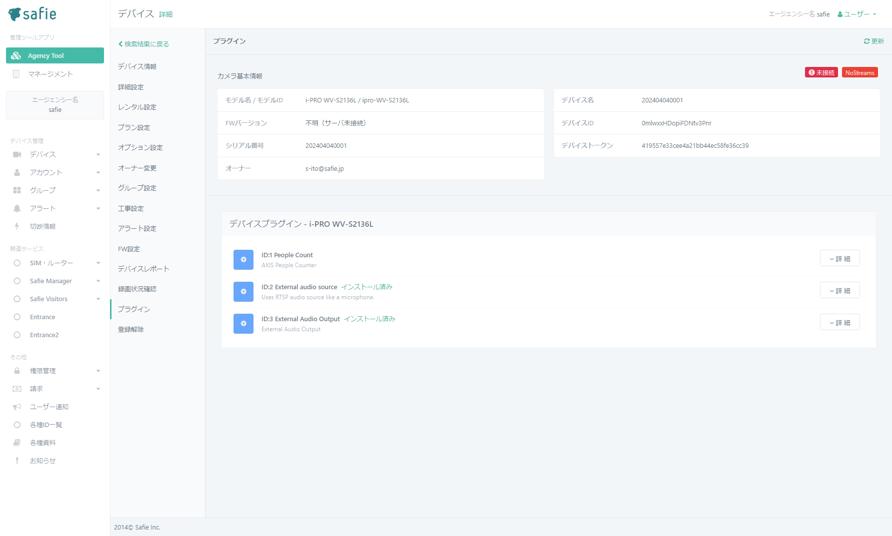 safie
管理ツールアプリ
Agency Tool
マネージメント
エージェンシー名
safie
デバイス管理
デバイス
アカウント
グループ
アラート
切断情報
関連サービス
SIM・ルーター
Safie Manager
Safie Visitors
Entrance
Entrance2
その他
権限管理
請求
ユーザー通知
各種ID一覧
各種資料
お知らせ
デバイス 詳細
エージェンシー名 safie ユーザー
検索結果に戻る
デバイス情報
詳細設定
レンタル設定
プラン設定
オプション設定
オーナー変更
グループ設定
工事設定
アラート設定
FW設定
デバイスレポート
録画状況確認
プラグイン
登録解除
プラグイン
更新
カメラ基本情報
未接続 NoStreams
モデル名 / モデルID i-PRO WV-S2136L / ipro-WV-S2136L
FWバージョン 不明（サーバ未接続）
シリアル番号 202404040001
オーナー s-ito@safie.jp
デバイス名 202404040001
デバイスID 0mlwxxHDopiFDNtv3Pnr
デバイストークン 419557e33cee4a21bb44ec58fe36cc39
デバイスプラグイン - i-PRO WV-S2136L
ID:1 People Count
AXIS People Counter
詳 細
ID:2 External audio source インストール済み
Uses RTSP audio source like a microphone.
詳 細
ID:3 External Audio Output インストール済み
External Audio Output
詳 細
2014© Safie Inc.